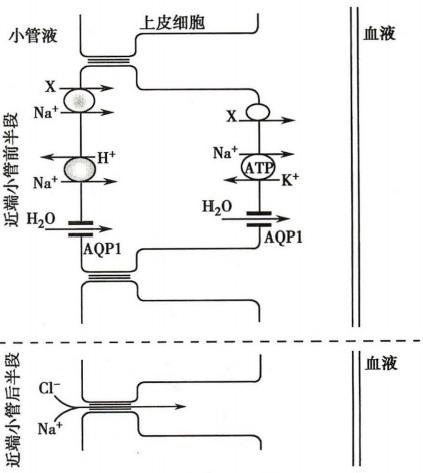 小管液
上皮细胞
血液
X
Na⁺
H⁺
Na⁺
H₂O
AQP1
X
Na⁺
ATP
K⁺
H₂O
AQP1
近端小管前半段
近端小管后半段
Cl⁻
Na⁺
血液